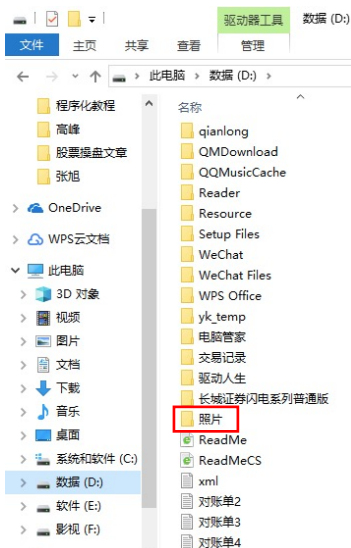 驱动器工具 数据 (D:)
文件 主页 共享 查看 管理
此电脑 数据 (D:)
程序化教程
高峰
股票操盘文章
张旭
OneDrive
WPS云文档
此电脑
3D 对象
视频
图片
文档
下载
音乐
桌面
系统和软件 (C:)
数据 (D:)
软件 (E:)
影视 (F:)
名称
qianlong
QMDownload
QQMusicCache
Reader
Resource
Setup Files
WeChat
WeChat Files
WPS Office
yk_temp
电脑管家
交易记录
驱动人生
长城证券闪电系列普通版
照片
ReadMe
ReadMeCS
xml
对账单2
对账单3
对账单4